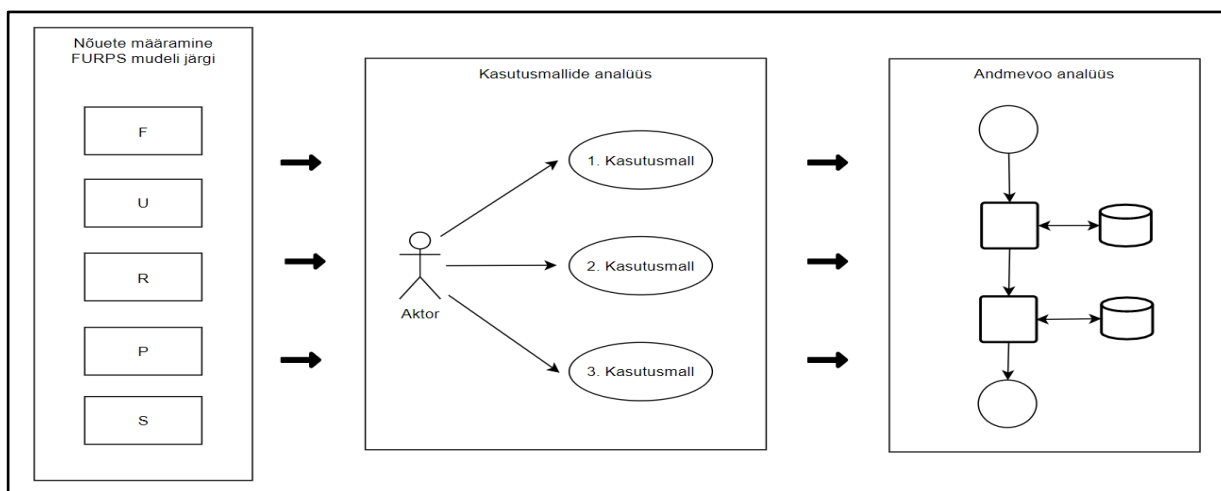 Nõuete määramine
FURPS mudeli järgi
F
U
R
P
S
Kasutusmallide analüüs
1. Kasutusmall
2. Kasutusmall
3. Kasutusmall
Aktor
Andmevoo analüüs